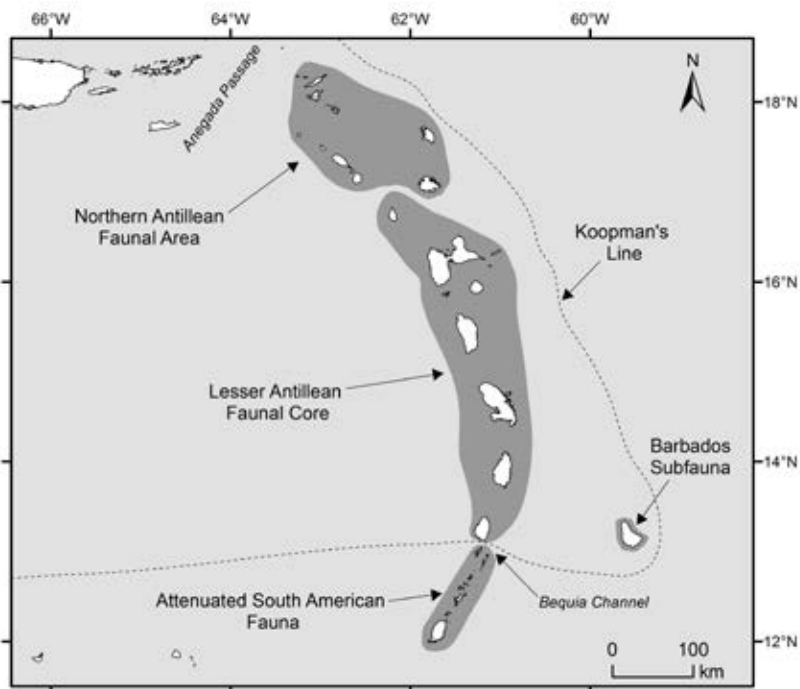 66°W
64°W
62°W
60°W
Anegada Passage
N
18°N
Northern Antillean
Faunal Area
Koopman's
Line
16°N
Lesser Antillean
Faunal Core
Barbados
Subfauna
14°N
Attenuated South American
Fauna
Bequia Channel
12°N
0 100
km